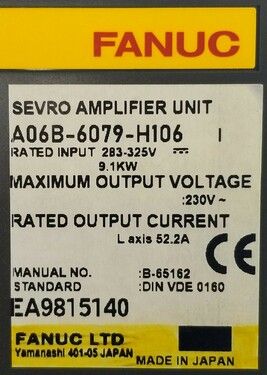 FANUC
SEVRO AMPLIFIER UNIT
A06B-6079-H106 I
RATED INPUT 283-325V ⎓
9.1KW
MAXIMUM OUTPUT VOLTAGE
:230V~
RATED OUTPUT CURRENT
L axis 52.2A
CE
MANUAL NO. :B-65162
STANDARD :DIN VDE 0160
EA9815140
FANUC LTD
Yamanashi 401-05 JAPAN
MADE IN JAPAN